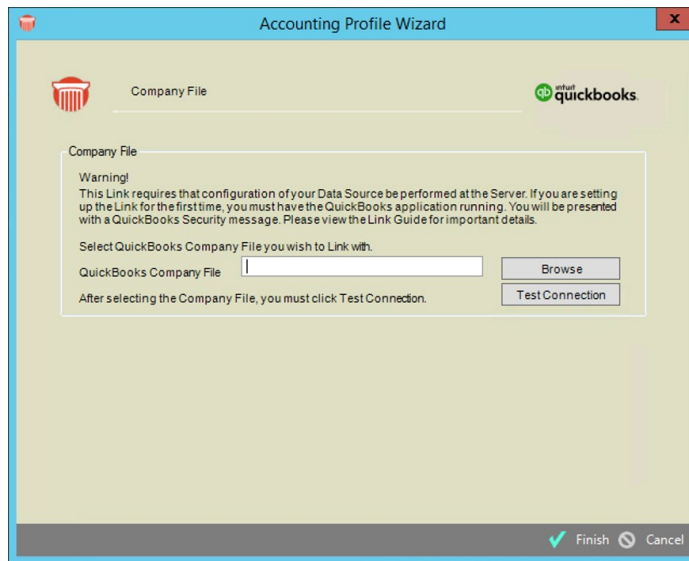 Accounting Profile Wizard
x
Company File
qb intuit quickbooks.
Company File
Warning!
This Link requires that configuration of your Data Source be performed at the Server. If you are setting
up the Link for the first time, you must have the QuickBooks application running. You will be presented
with a QuickBooks Security message. Please view the Link Guide for important details.
Select QuickBooks Company File you wish to Link with.
QuickBooks Company File
Browse
After selecting the Company File, you must click Test Connection.
Test Connection
Finish
Cancel